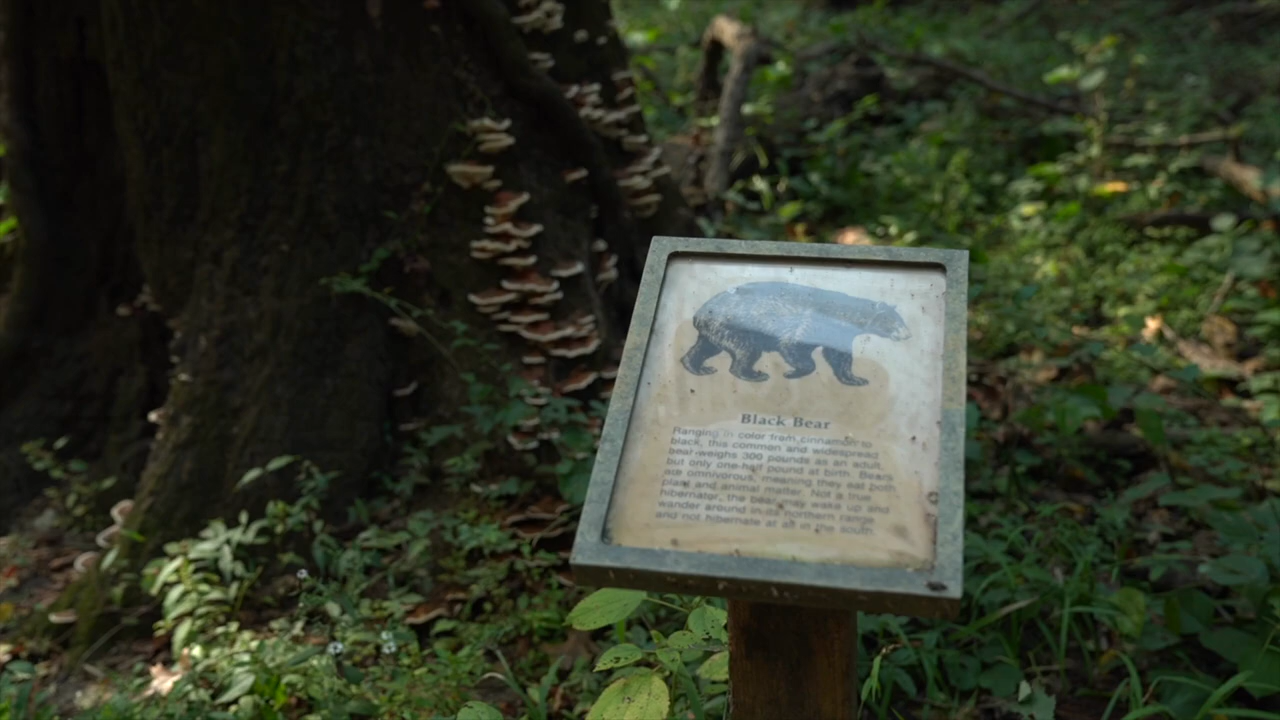 Black Bear
Ranging in color from cinnamon to
black, this common and widespread
bear weighs 300 pounds as an adult,
but only one-half pound at birth. Bears
are omnivorous, meaning they eat both
plant and animal matter. Not a true
hibernator, the bear may wake up and
wander around in its northern range
and not hibernate at all in the south.